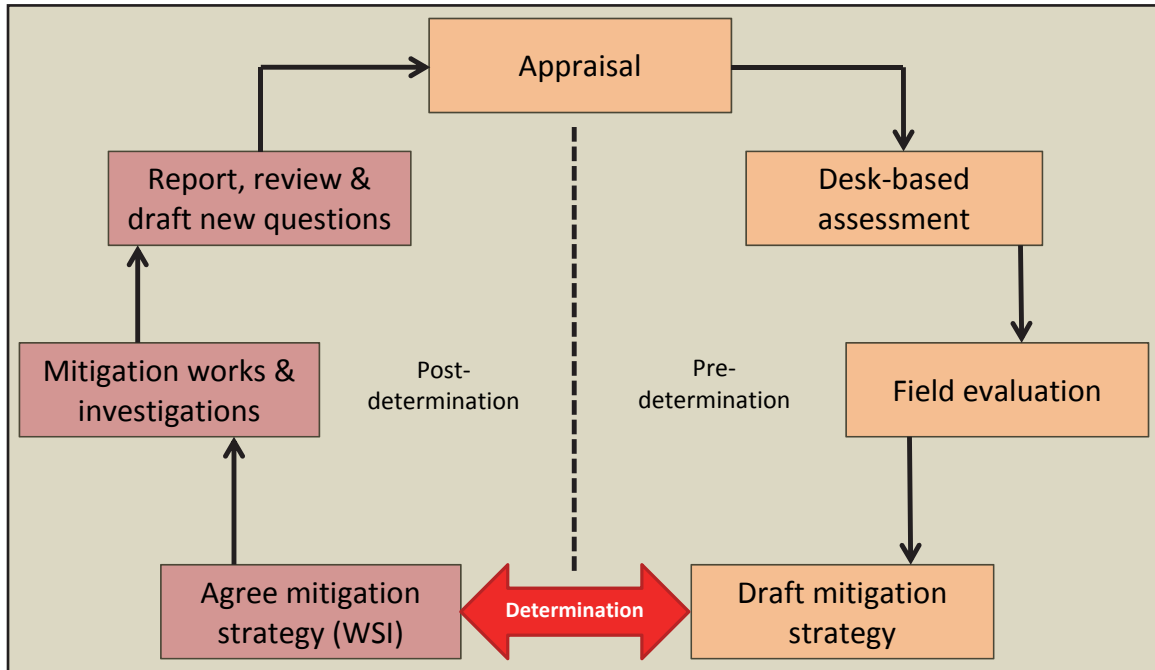 Appraisal
Report, review &
draft new questions
Desk-based
assessment
Mitigation works &
investigations
Post-
determination
Pre-
determination
Field evaluation
Agree mitigation
strategy (WSI)
Determination
Draft mitigation
strategy